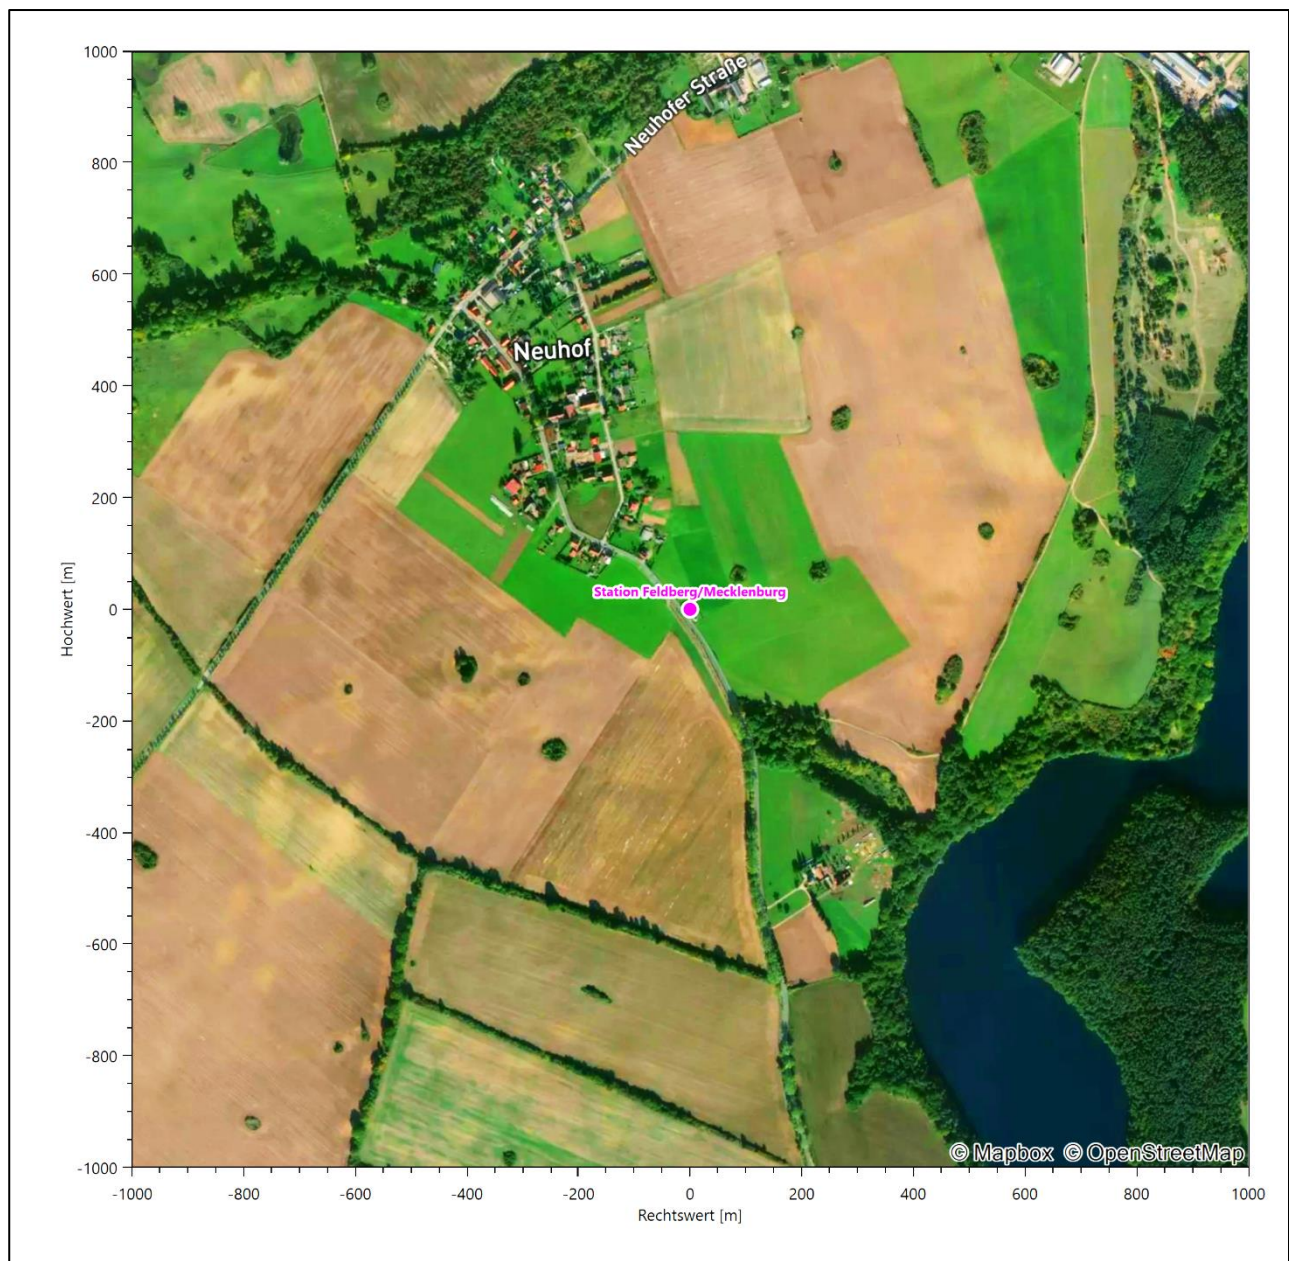 1000
800
600
400
200
0
-200
-400
-600
-800
-1000
Hochwert [m]
Neuhofer Straße
Neuhof
Station Feldberg/Mecklenburg
© Mapbox © OpenStreetMap
-1000 -800 -600 -400 -200 0 200 400 600 800 1000
Rechtswert [m]